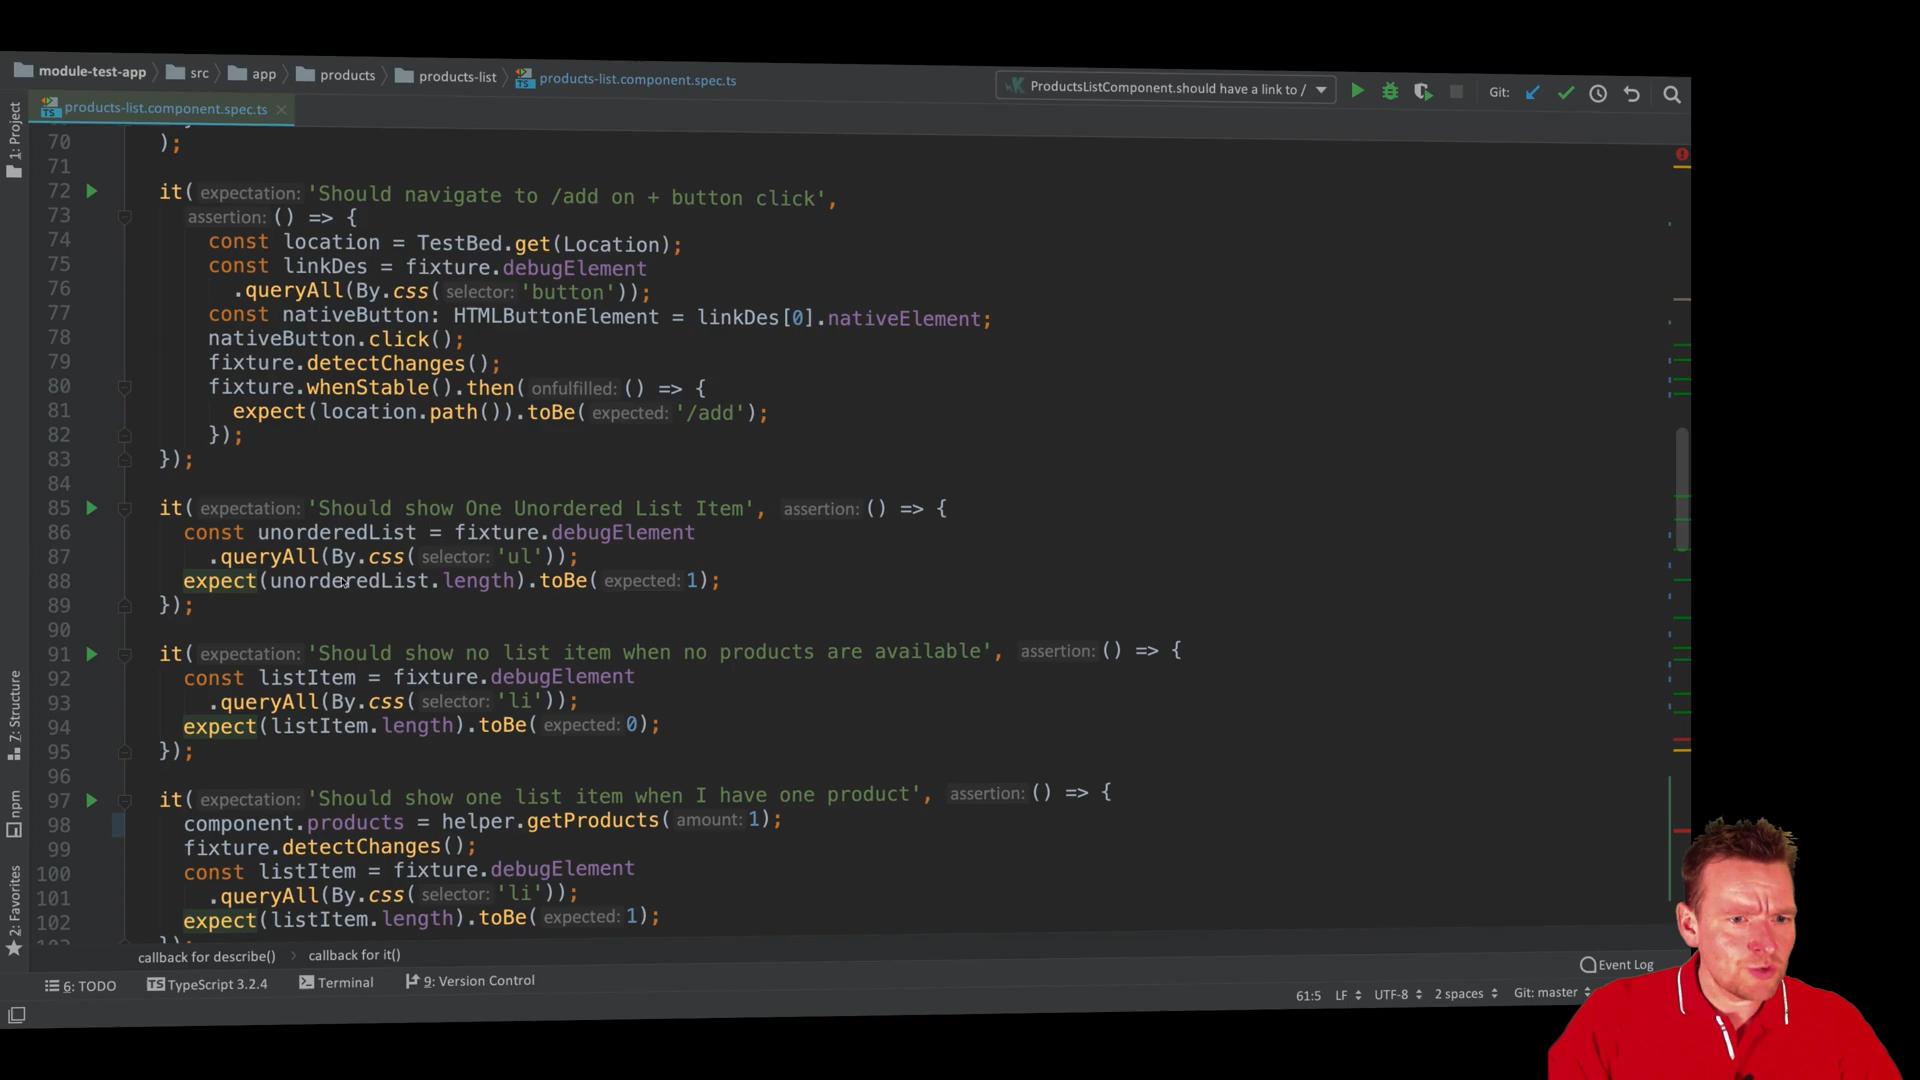 module-test-app src app products products-list products-list.component.spec.ts ProductsListComponent.should have a link to / Git:
products-list.component.spec.ts
1: Project
7: Structure
npm
2: Favorites
70 );
71
72 it( expectation: 'Should navigate to /add on + button click',
73 assertion: () => {
74 const location = TestBed.get(Location);
75 const linkDes = fixture.debugElement
76 .queryAll(By.css( selector: 'button'));
77 const nativeButton: HTMLButtonElement = linkDes[0].nativeElement;
78 nativeButton.click();
79 fixture.detectChanges();
80 fixture.whenStable().then( onfulfilled: () => {
81 expect(location.path()).toBe( expected: '/add');
82 });
83 });
84
85 it( expectation: 'Should show One Unordered List Item', assertion: () => {
86 const unorderedList = fixture.debugElement
87 .queryAll(By.css( selector: 'ul'));
88 expect(unorderedList.length).toBe( expected: 1);
89 });
90
91 it( expectation: 'Should show no list item when no products are available', assertion: () => {
92 const listItem = fixture.debugElement
93 .queryAll(By.css( selector: 'li'));
94 expect(listItem.length).toBe( expected: 0);
95 });
96
97 it( expectation: 'Should show one list item when I have one product', assertion: () => {
98 component.products = helper.getProducts( amount: 1);
99 fixture.detectChanges();
100 const listItem = fixture.debugElement
101 .queryAll(By.css( selector: 'li'));
102 expect(listItem.length).toBe( expected: 1);
callback for describe() callback for it()
6: TODO TypeScript 3.2.4 Terminal 9: Version Control Event Log
61:5 LF UTF-8 2 spaces Git: master